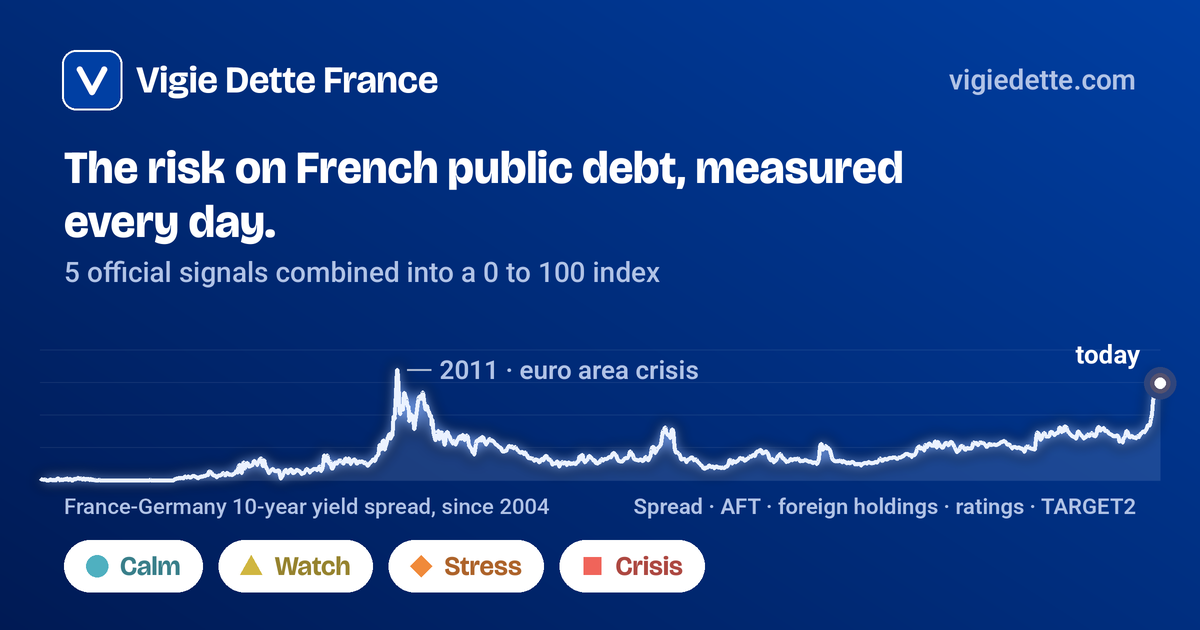 V
Vigie Dette France
vigiedette.com
The risk on French public debt, measured
every day.
5 official signals combined into a 0 to 100 index
today
— 2011 · euro area crisis
France-Germany 10-year yield spread, since 2004
Spread · AFT · foreign holdings · ratings · TARGET2
Calm
Watch
Stress
Crisis